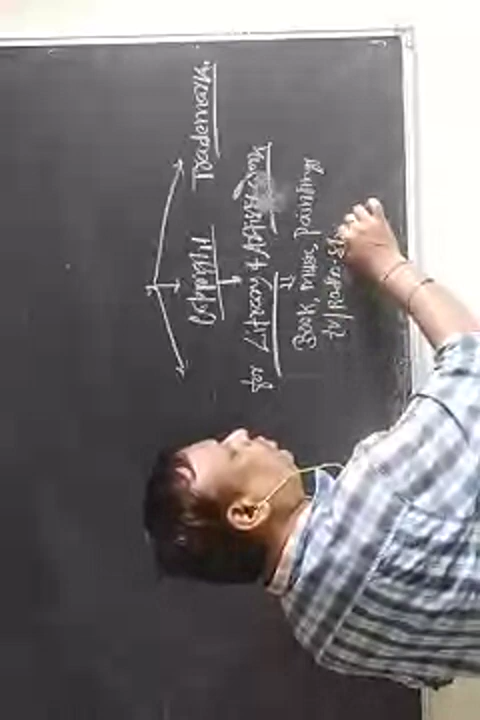 Copyright Trademark
for Literary + Artistic
Book, Music, Painting
TV/Radio